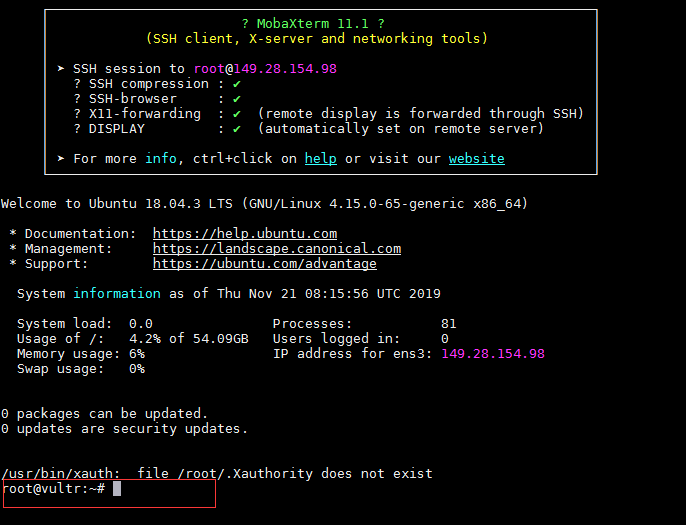 ? MobaXterm 11.1 ?
(SSH client, X-server and networking tools)
➤ SSH session to root@149.28.154.98
? SSH compression : ✔
? SSH-browser     : ✔
? X11-forwarding  : ✔  (remote display is forwarded through SSH)
? DISPLAY         : ✔  (automatically set on remote server)
➤ For more info, ctrl+click on help or visit our website
Welcome to Ubuntu 18.04.3 LTS (GNU/Linux 4.15.0-65-generic x86_64)
* Documentation:  https://help.ubuntu.com
* Management:     https://landscape.canonical.com
* Support:        https://ubuntu.com/advantage
System information as of Thu Nov 21 08:15:56 UTC 2019
System load:  0.0               Processes:           81
Usage of /:   4.2% of 54.09GB   Users logged in:     0
Memory usage: 6%                IP address for ens3: 149.28.154.98
Swap usage:   0%
0 packages can be updated.
0 updates are security updates.
/usr/bin/xauth:  file /root/.Xauthority does not exist
root@vultr:~#